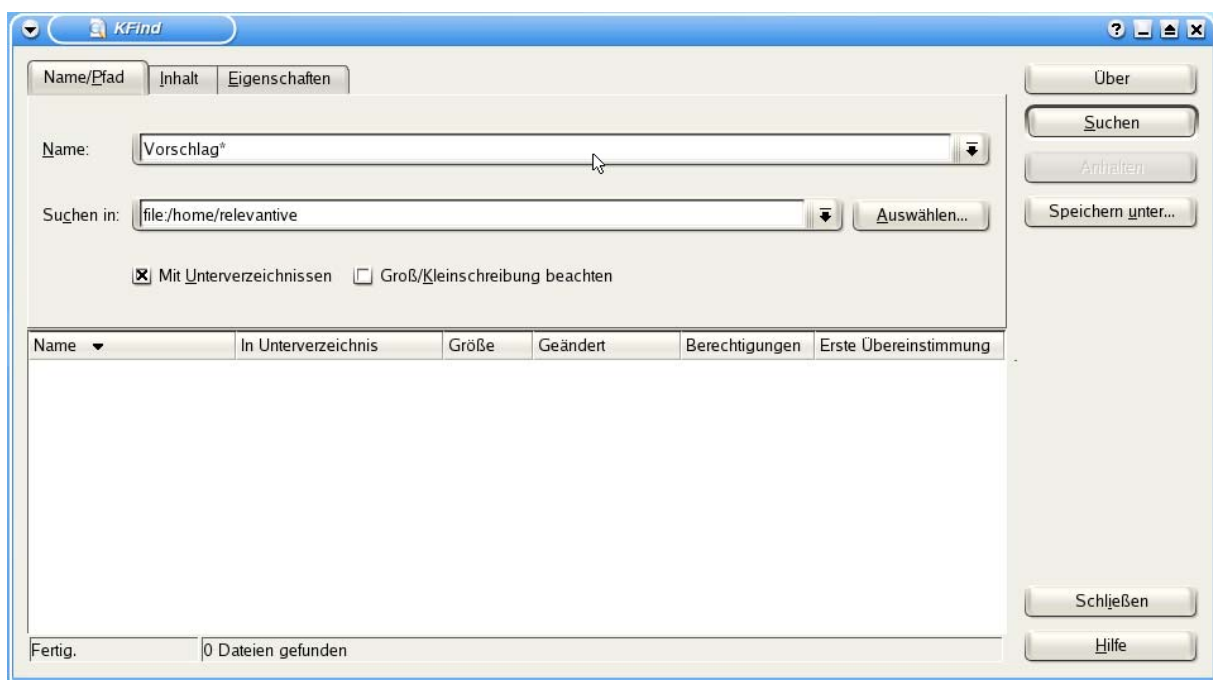 KFind
Name/Pfad Inhalt Eigenschaften
Über
Suchen
Anhalten
Speichern unter...
Name: Vorschlag*
Suchen in: file:/home/relevantive Auswählen...
Mit Unterverzeichnissen Groß/Kleinschreibung beachten
Name In Unterverzeichnis Größe Geändert Berechtigungen Erste Übereinstimmung
Schließen
Hilfe
Fertig. 0 Dateien gefunden